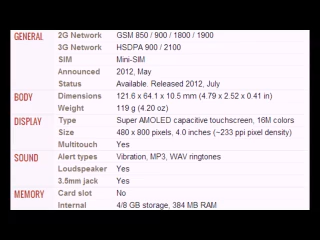 GENERAL 2G Network GSM 850 / 900 / 1800 / 1900
3G Network HSDPA 900 / 2100
SIM Mini-SIM
Announced 2012, May
Status Available. Released 2012, July
BODY Dimensions 121.6 x 64.1 x 10.5 mm (4.79 x 2.52 x 0.41 in)
Weight 119 g (4.20 oz)
DISPLAY Type Super AMOLED capacitive touchscreen, 16M colors
Size 480 x 800 pixels, 4.0 inches (~233 ppi pixel density)
Multitouch Yes
SOUND Alert types Vibration, MP3, WAV ringtones
Loudspeaker Yes
3.5mm jack Yes
MEMORY Card slot No
Internal 4/8 GB storage, 384 MB RAM